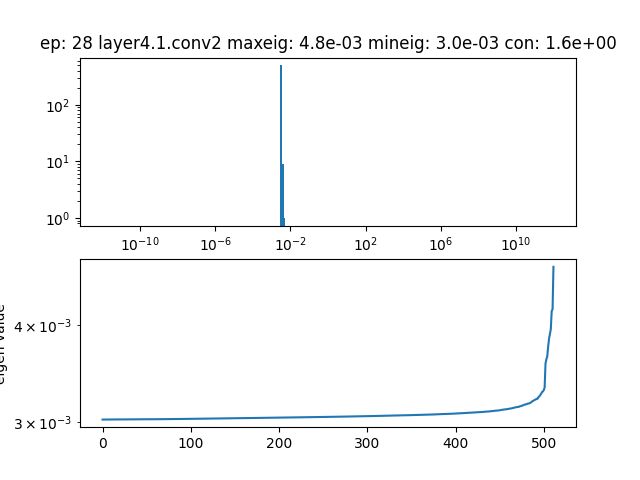 ep: 28 layer4.1.conv2 maxeig: 4.8e-03 mineig: 3.0e-03 con: 1.6e+00
10²
10¹
10⁰
10⁻¹⁰ 10⁻⁶ 10⁻² 10² 10⁶ 10¹⁰
eigen value
4 × 10⁻³
3 × 10⁻³
0 100 200 300 400 500